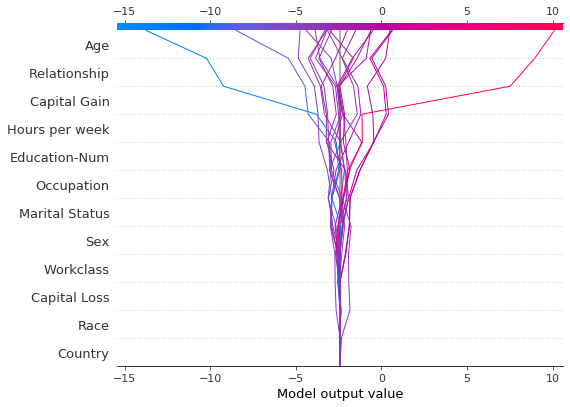 −15 −10 −5 0 5 10
Age
Relationship
Capital Gain
Hours per week
Education-Num
Occupation
Marital Status
Sex
Workclass
Capital Loss
Race
Country
−15 −10 −5 0 5 10
Model output value